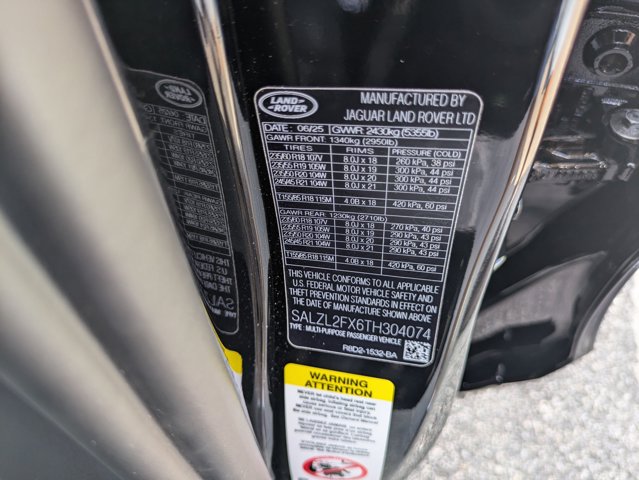 LAND ROVER
MANUFACTURED BY
JAGUAR LAND ROVER LTD
DATE: 06/25 GVWR 2430kg (5355lb)
GAWR FRONT: 1340kg (2950lb)
TIRES RIMS PRESSURE (COLD)
235/60 R18 107V 8.0J x 18 260 kPa, 38 psi
235/55 R19 105W 8.0J x 19 300 kPa, 44 psi
235/50 R20 104W 8.0J x 20 300 kPa, 44 psi
245/45 R21 104W 8.0J x 21 300 kPa, 44 psi
T155/85 R18 115M 4.0B x 18 420 kPa, 60 psi
GAWR REAR: 1230kg (2710lb)
235/60 R18 107V 8.0J x 18 270 kPa, 40 psi
235/55 R19 105W 8.0J x 19 290 kPa, 43 psi
235/50 R20 104W 8.0J x 20 290 kPa, 43 psi
245/45 R21 104W 8.0J x 21 290 kPa, 43 psi
T155/85 R18 115M 4.0B x 18 420 kPa, 60 psi
THIS VEHICLE CONFORMS TO ALL APPLICABLE
U.S. FEDERAL MOTOR VEHICLE SAFETY AND
THEFT PREVENTION STANDARDS IN EFFECT ON
THE DATE OF MANUFACTURE SHOWN ABOVE
SALZL2FX6TH304074
TYPE: MULTI-PURPOSE PASSENGER VEHICLE
R8D2-1532-BA
WARNING
ATTENTION